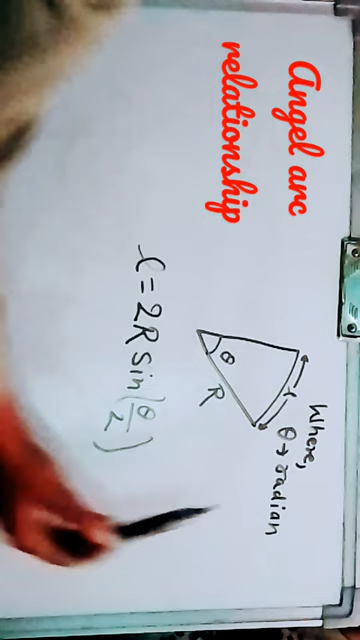 Angel arc
relationship
Where,
θ → radian
l
θ
R
l = 2R sin(θ/2)